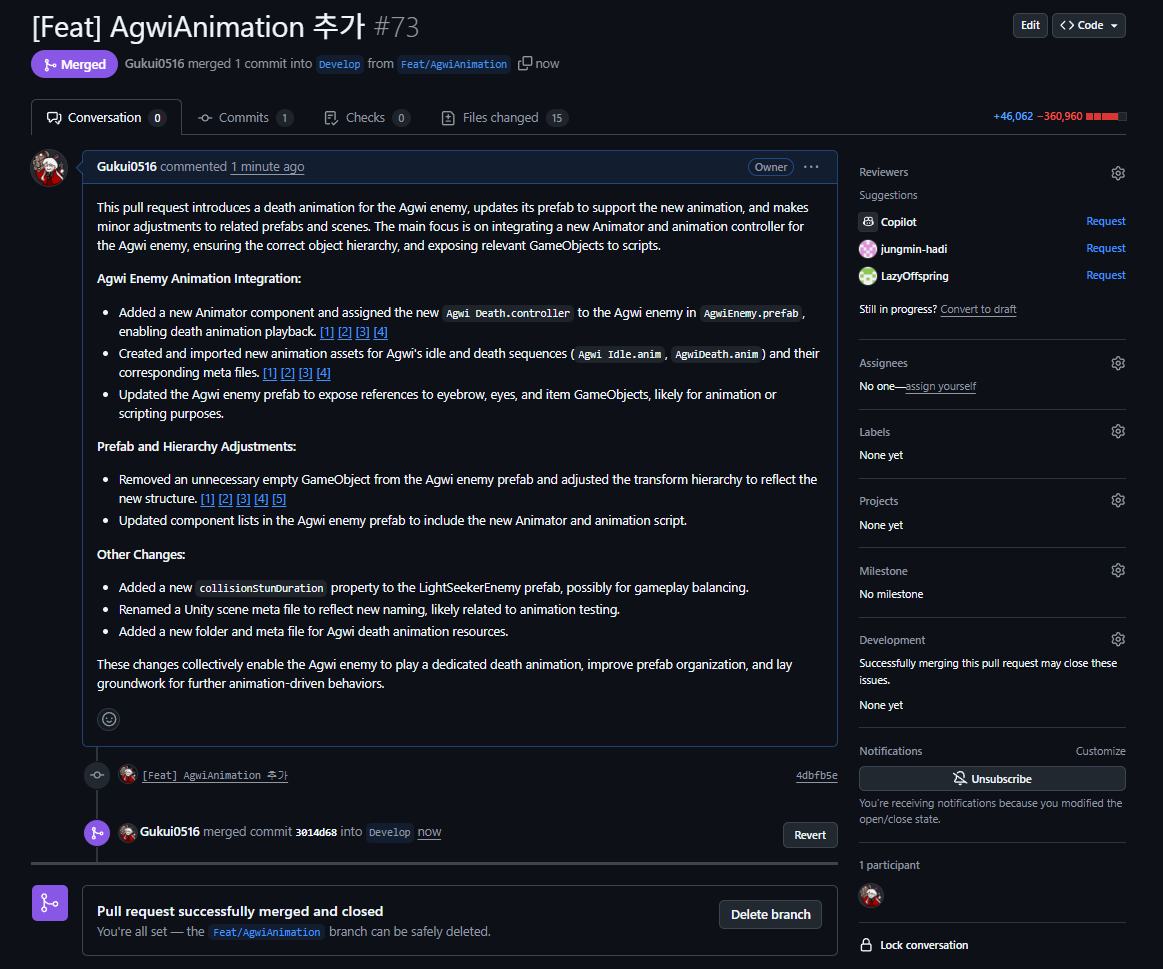 [Feat] AgwiAnimation 추가 #73
Edit
Code
Merged
Gukui0516 merged 1 commit into Develop from Feat/AgwiAnimation now
Conversation 0
Commits 1
Checks 0
Files changed 15
+46,062 −360,960
Gukui0516 commented 1 minute ago
Owner
This pull request introduces a death animation for the Agwi enemy, updates its prefab to support the new animation, and makes
minor adjustments to related prefabs and scenes. The main focus is on integrating a new Animator and animation controller for
the Agwi enemy, ensuring the correct object hierarchy, and exposing relevant GameObjects to scripts.
Agwi Enemy Animation Integration:
• Added a new Animator component and assigned the new Agwi Death.controller to the Agwi enemy in AgwiEnemy.prefab,
enabling death animation playback. [1] [2] [3] [4]
• Created and imported new animation assets for Agwi's idle and death sequences (Agwi Idle.anim, AgwiDeath.anim) and their
corresponding meta files. [1] [2] [3] [4]
• Updated the Agwi enemy prefab to expose references to eyebrow, eyes, and item GameObjects, likely for animation or
scripting purposes.
Prefab and Hierarchy Adjustments:
• Removed an unnecessary empty GameObject from the Agwi enemy prefab and adjusted the transform hierarchy to reflect the
new structure. [1] [2] [3] [4] [5]
• Updated component lists in the Agwi enemy prefab to include the new Animator and animation script.
Other Changes:
• Added a new collisionStunDuration property to the LightSeekerEnemy prefab, possibly for gameplay balancing.
• Renamed a Unity scene meta file to reflect new naming, likely related to animation testing.
• Added a new folder and meta file for Agwi death animation resources.
These changes collectively enable the Agwi enemy to play a dedicated death animation, improve prefab organization, and lay
groundwork for further animation-driven behaviors.
[Feat] AgwiAnimation 추가
4dbfb5e
Gukui0516 merged commit 3014d68 into Develop now
Revert
Pull request successfully merged and closed
You're all set — the Feat/AgwiAnimation branch can be safely deleted.
Delete branch
Reviewers
Suggestions
Copilot
Request
jungmin-hadi
Request
LazyOffspring
Request
Still in progress? Convert to draft
Assignees
No one—assign yourself
Labels
None yet
Projects
None yet
Milestone
No milestone
Development
Successfully merging this pull request may close these
issues.
None yet
Notifications
Customize
Unsubscribe
You're receiving notifications because you modified the
open/close state.
1 participant
Lock conversation